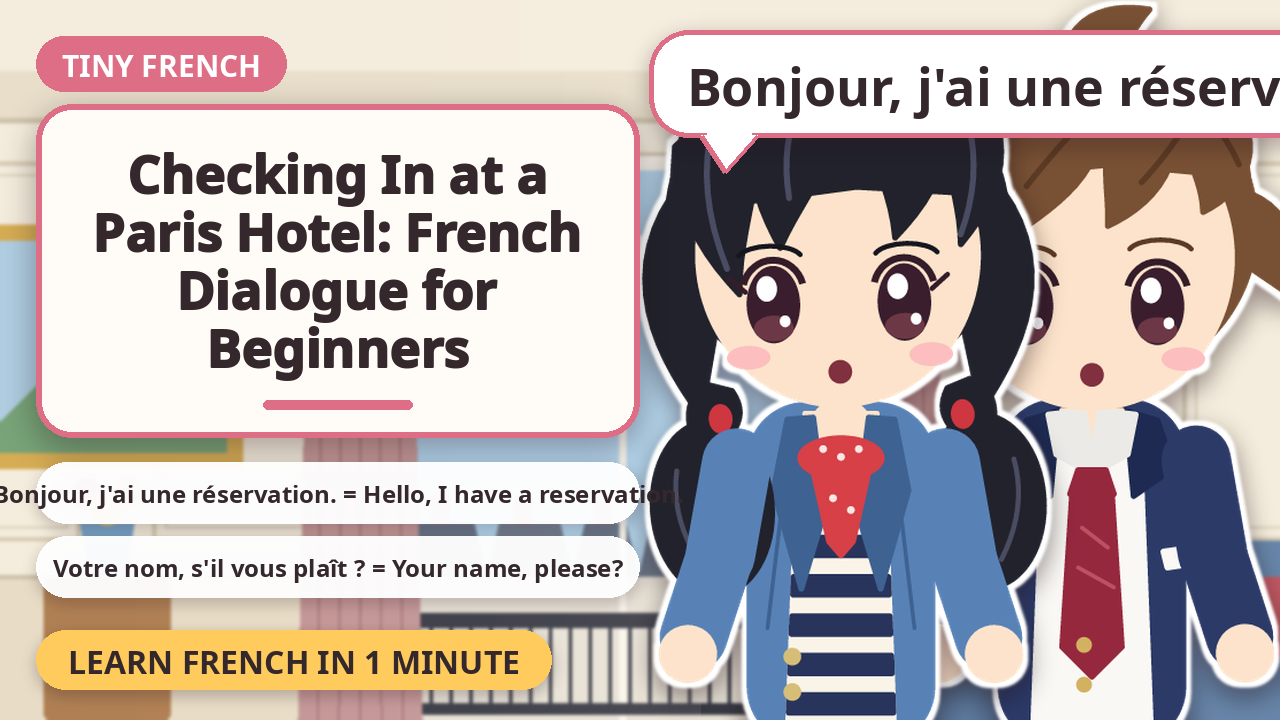 TINY FRENCH
Checking In at a
Paris Hotel: French
Dialogue for
Beginners
Bonjour, j'ai une réservation. = Hello, I have a reservation.
Votre nom, s'il vous plaît ? = Your name, please?
LEARN FRENCH IN 1 MINUTE
Bonjour, j'ai une réserv